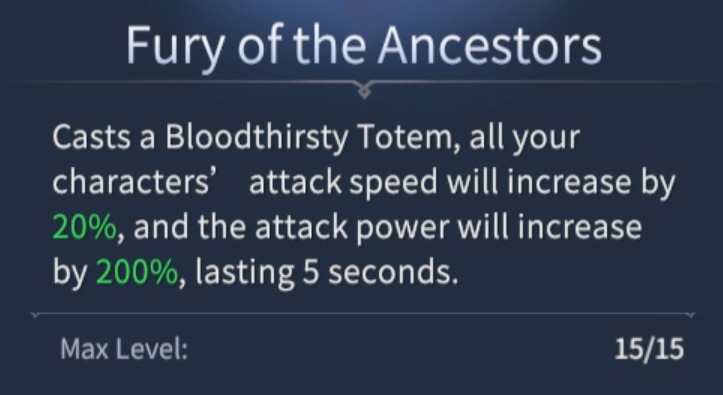 Fury of the Ancestors
Casts a Bloodthirsty Totem, all your
characters’ attack speed will increase by
20%, and the attack power will increase
by 200%, lasting 5 seconds.
Max Level: 15/15